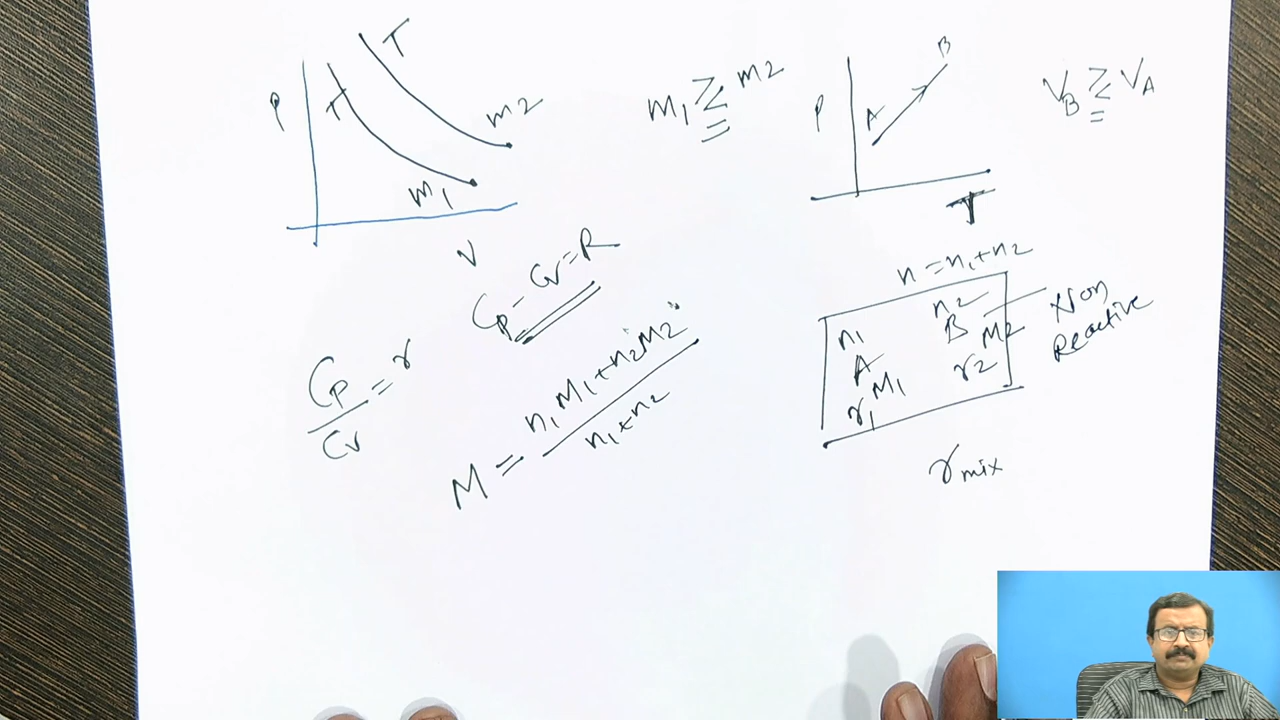 P
T
T
m1
m2
V
m1 ≷= m2
P
A
B
T
VB ≷= VA
CP - Cv = R
CP/Cv = γ
M = (n1M1+n2M2)/(n1+n2)
n = n1+n2
n1 n2
A B
M1 M2
γ1 γ2
Non
Reactive
γmix